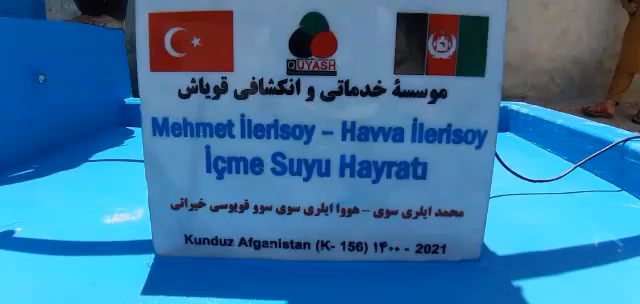 QUYASH
موسسهٔ خدماتی و انکشافی قویاش
Mehmet İlerisoy – Havva İlerisoy
İçme Suyu Hayratı
محمد ایلری سوی – هووا ایلری سوی سوو قویوسی خیراتی
Kunduz Afganistan (K- 156) ۱۴۰۰ - 2021